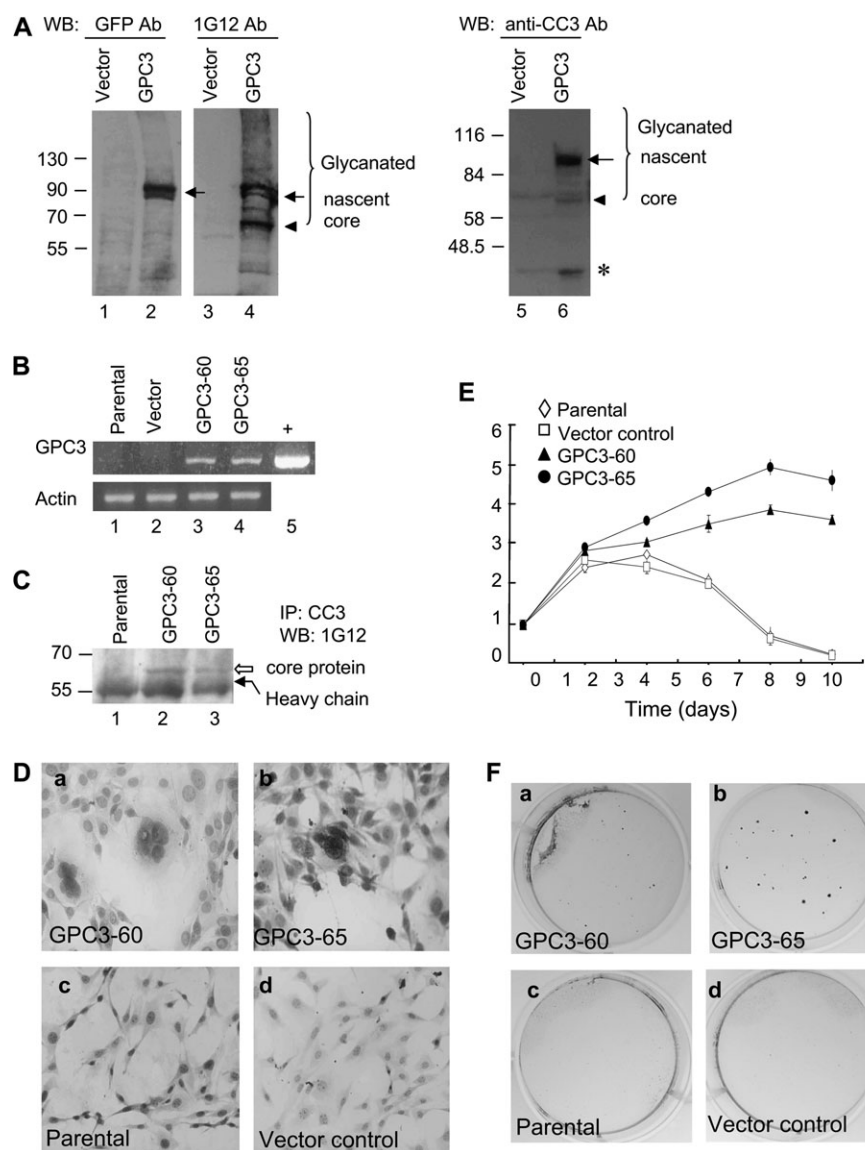 A
WB: GFP Ab 1G12 Ab
Vector
GPC3
Vector
GPC3
130
90
70
55
Glycanated
nascent
core
1 2 3 4
WB: anti-CC3 Ab
Vector
GPC3
116
84
58
48.5
Glycanated
nascent
core
*
5 6
B
Parental
Vector
GPC3-60
GPC3-65
+
GPC3
Actin
1 2 3 4 5
C
Parental
GPC3-60
GPC3-65
IP: CC3
WB: 1G12
70
55
core protein
Heavy chain
1 2 3
E
Parental
Vector control
GPC3-60
GPC3-65
6
5
4
3
2
1
0
0 1 2 3 4 5 6 7 8 9 10
Time (days)
D
a
GPC3-60
b
GPC3-65
c
Parental
d
Vector control
F
a
GPC3-60
b
GPC3-65
c
Parental
d
Vector control